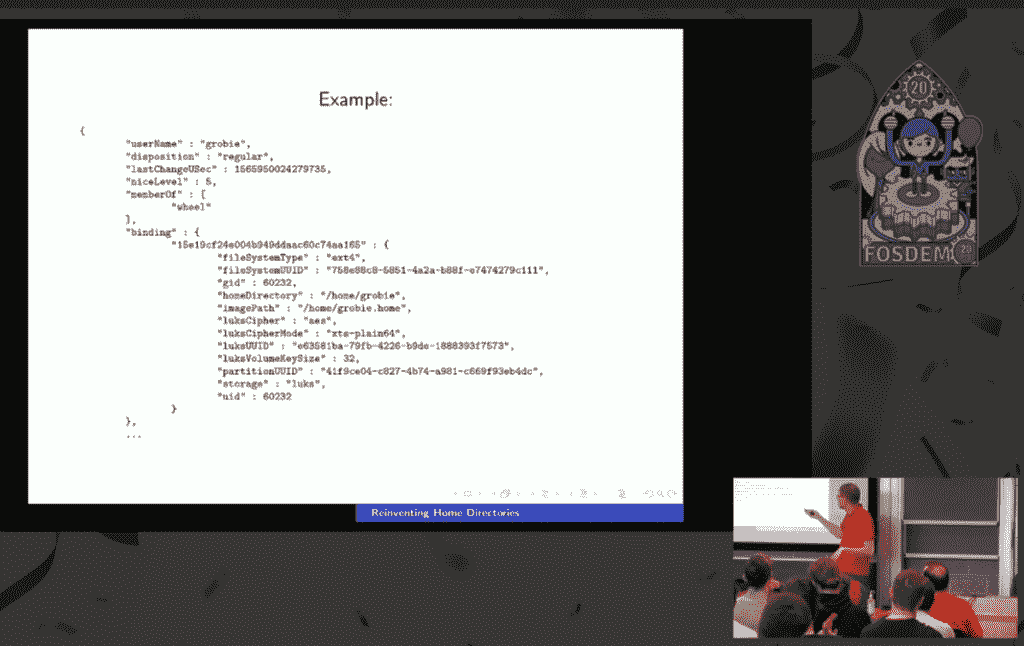 Example:
{
"userName" : "grobie",
"disposition" : "regular",
"lastChangeUSec" : 1565950024279735,
"niceLevel" : 5,
"memberOf" : [
"wheel"
],
"binding" : {
"15e19cf24e004b949ddaac60c74aa165" : {
"fileSystemType" : "ext4",
"fileSystemUUID" : "758e88c8-5851-4a2a-b88f-e7474279c111",
"gid" : 60232,
"homeDirectory" : "/home/grobie",
"imagePath" : "/home/grobie.home",
"luksCipher" : "aes",
"luksCipherMode" : "xts-plain64",
"luksUUID" : "e63581ba-79fb-4226-b9de-1888393f7573",
"luksVolumeKeySize" : 32,
"partitionUUID" : "41f9ce04-c827-4b74-a981-c669f93eb4dc",
"storage" : "luks",
"uid" : 60232
}
},
...
Reinventing Home Directories
20
FOSDEM